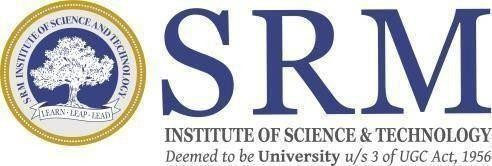 SRM INSTITUTE OF SCIENCE AND TECHNOLOGY
LEARN · LEAP · LEAD
SRM
INSTITUTE OF SCIENCE & TECHNOLOGY
Deemed to be University u/s 3 of UGC Act, 1956